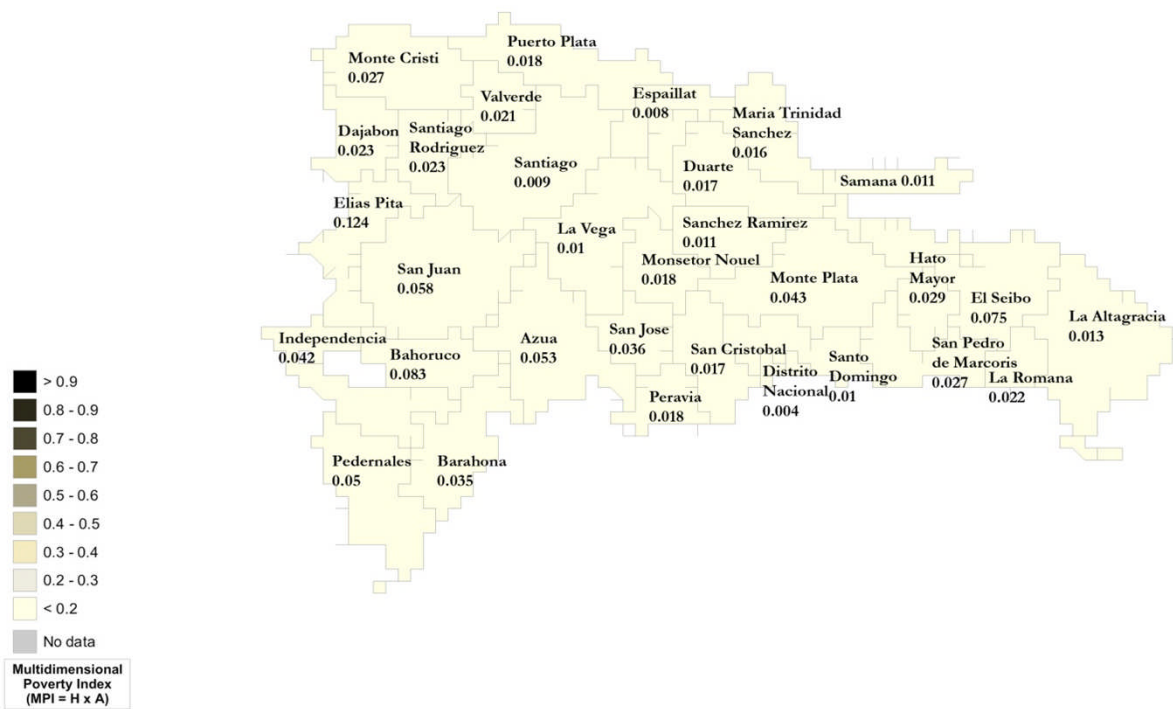 Puerto Plata
0.018
Monte Cristi
0.027
Valverde
0.021
Espaillat
0.008
Maria Trinidad
Sanchez
0.016
Dajabon
0.023
Santiago
Rodriguez
0.023
Santiago
0.009
Duarte
0.017
Samana 0.011
Elias Pita
0.124
La Vega
0.01
Sanchez Ramirez
0.011
Monsetor Nouel
0.018
San Juan
0.058
Monte Plata
0.043
Hato
Mayor
0.029
El Seibo
0.075
La Altagracia
0.013
Independencia
0.042
Bahoruco
0.083
Azua
0.053
San Jose
0.036
San Cristobal
0.017
Distrito
Nacional
0.004
Santo
Domingo
0.01
San Pedro
de Marcoris
0.027
La Romana
0.022
Peravia
0.018
Pedernales
0.05
Barahona
0.035
> 0.9
0.8 - 0.9
0.7 - 0.8
0.6 - 0.7
0.5 - 0.6
0.4 - 0.5
0.3 - 0.4
0.2 - 0.3
< 0.2
No data
Multidimensional
Poverty Index
(MPI = H x A)